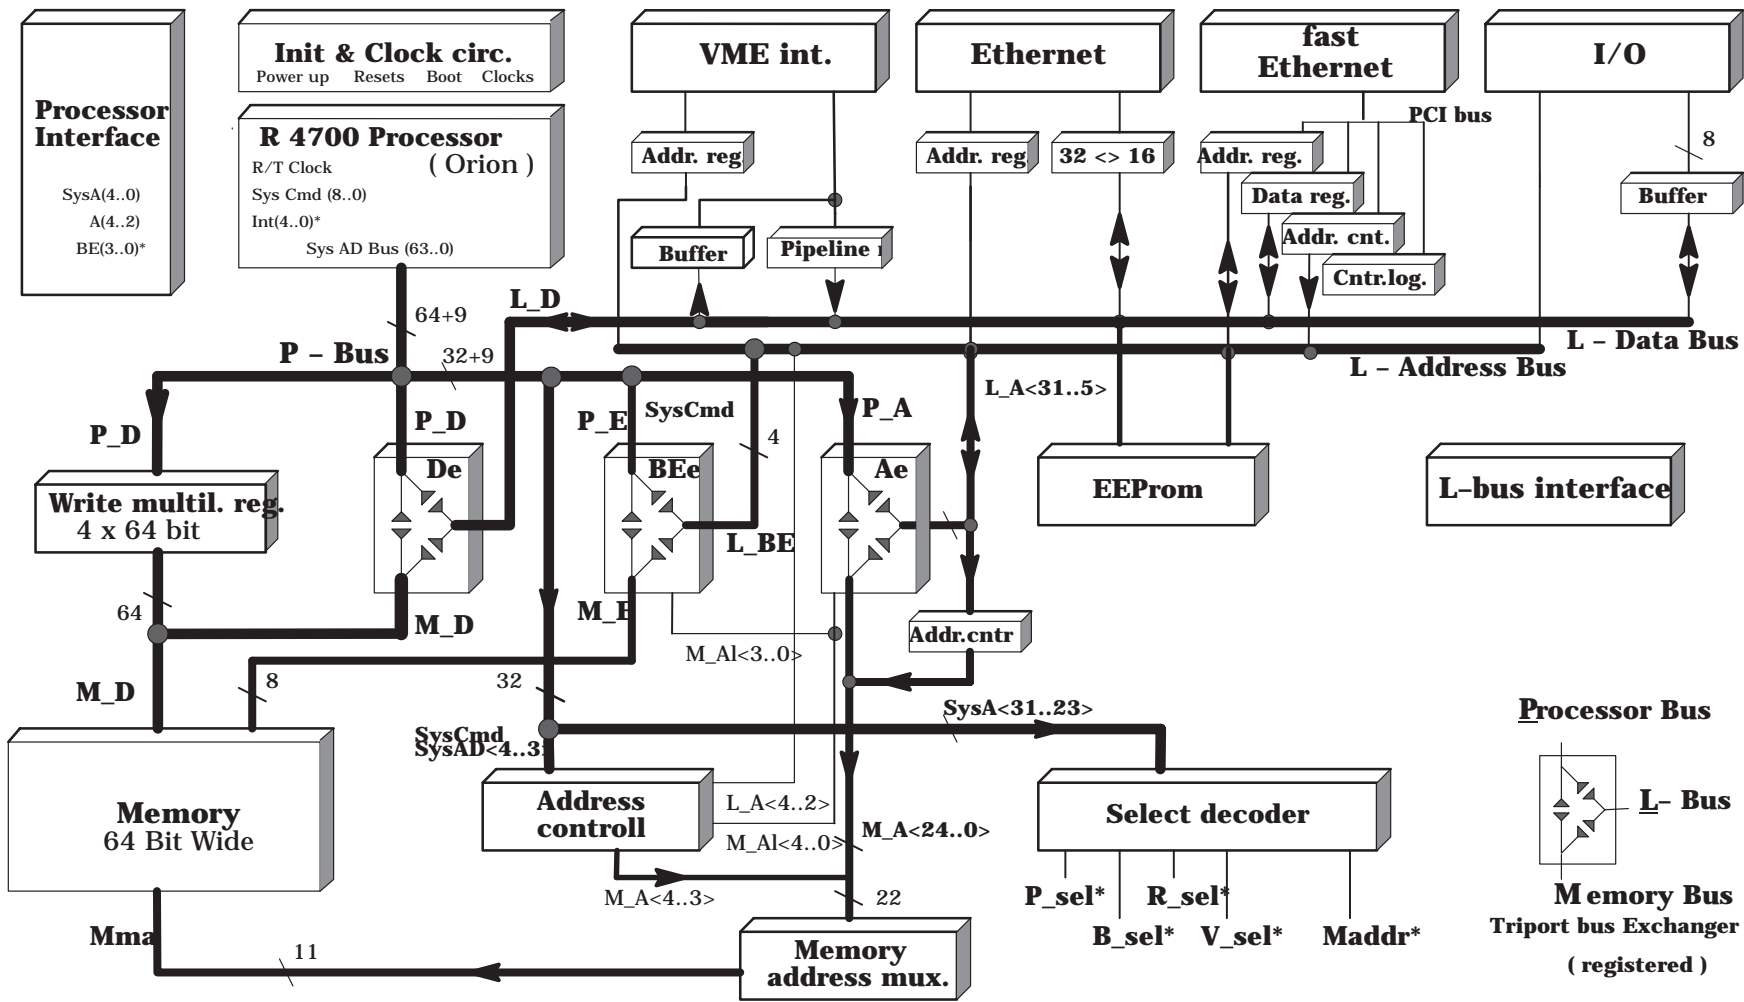 Processor
Interface
SysA(4..0)
A(4..2)
BE(3..0)*
Init & Clock circ.
Power up Resets Boot Clocks
R 4700 Processor
( Orion )
R/T Clock
Sys Cmd (8..0)
Int(4..0)*
Sys AD Bus (63..0)
VME int.
Ethernet
fast
Ethernet
I/O
PCI bus
Addr. reg.
Addr. reg.
32 <> 16
Addr. reg.
Data reg.
Addr. cnt.
Cntr.log.
8
Buffer
Buffer
Pipeline
64+9
L_D
P - Bus
32+9
L - Data Bus
L - Address Bus
L_A<31..5>
P_D
P_D
P_E
SysCmd
4
P_A
De
BEe
Ae
Write multil. reg.
4 x 64 bit
EEProm
L-bus interface
L_BE
64
M_D
M_E
Addr.cntr
M_Al<3..0>
M_D
8
32
SysA<31..23>
SysCmd
SysAD<4..3>
Memory
64 Bit Wide
Address
controll
L_A<4..2>
M_Al<4..0>
M_A<24..0>
M_A<4..3>
22
Select decoder
P_sel*
R_sel*
B_sel*
V_sel*
Maddr*
Mma
11
Memory
address mux.
Processor Bus
L- Bus
Memory Bus
Triport bus Exchanger
( registered )